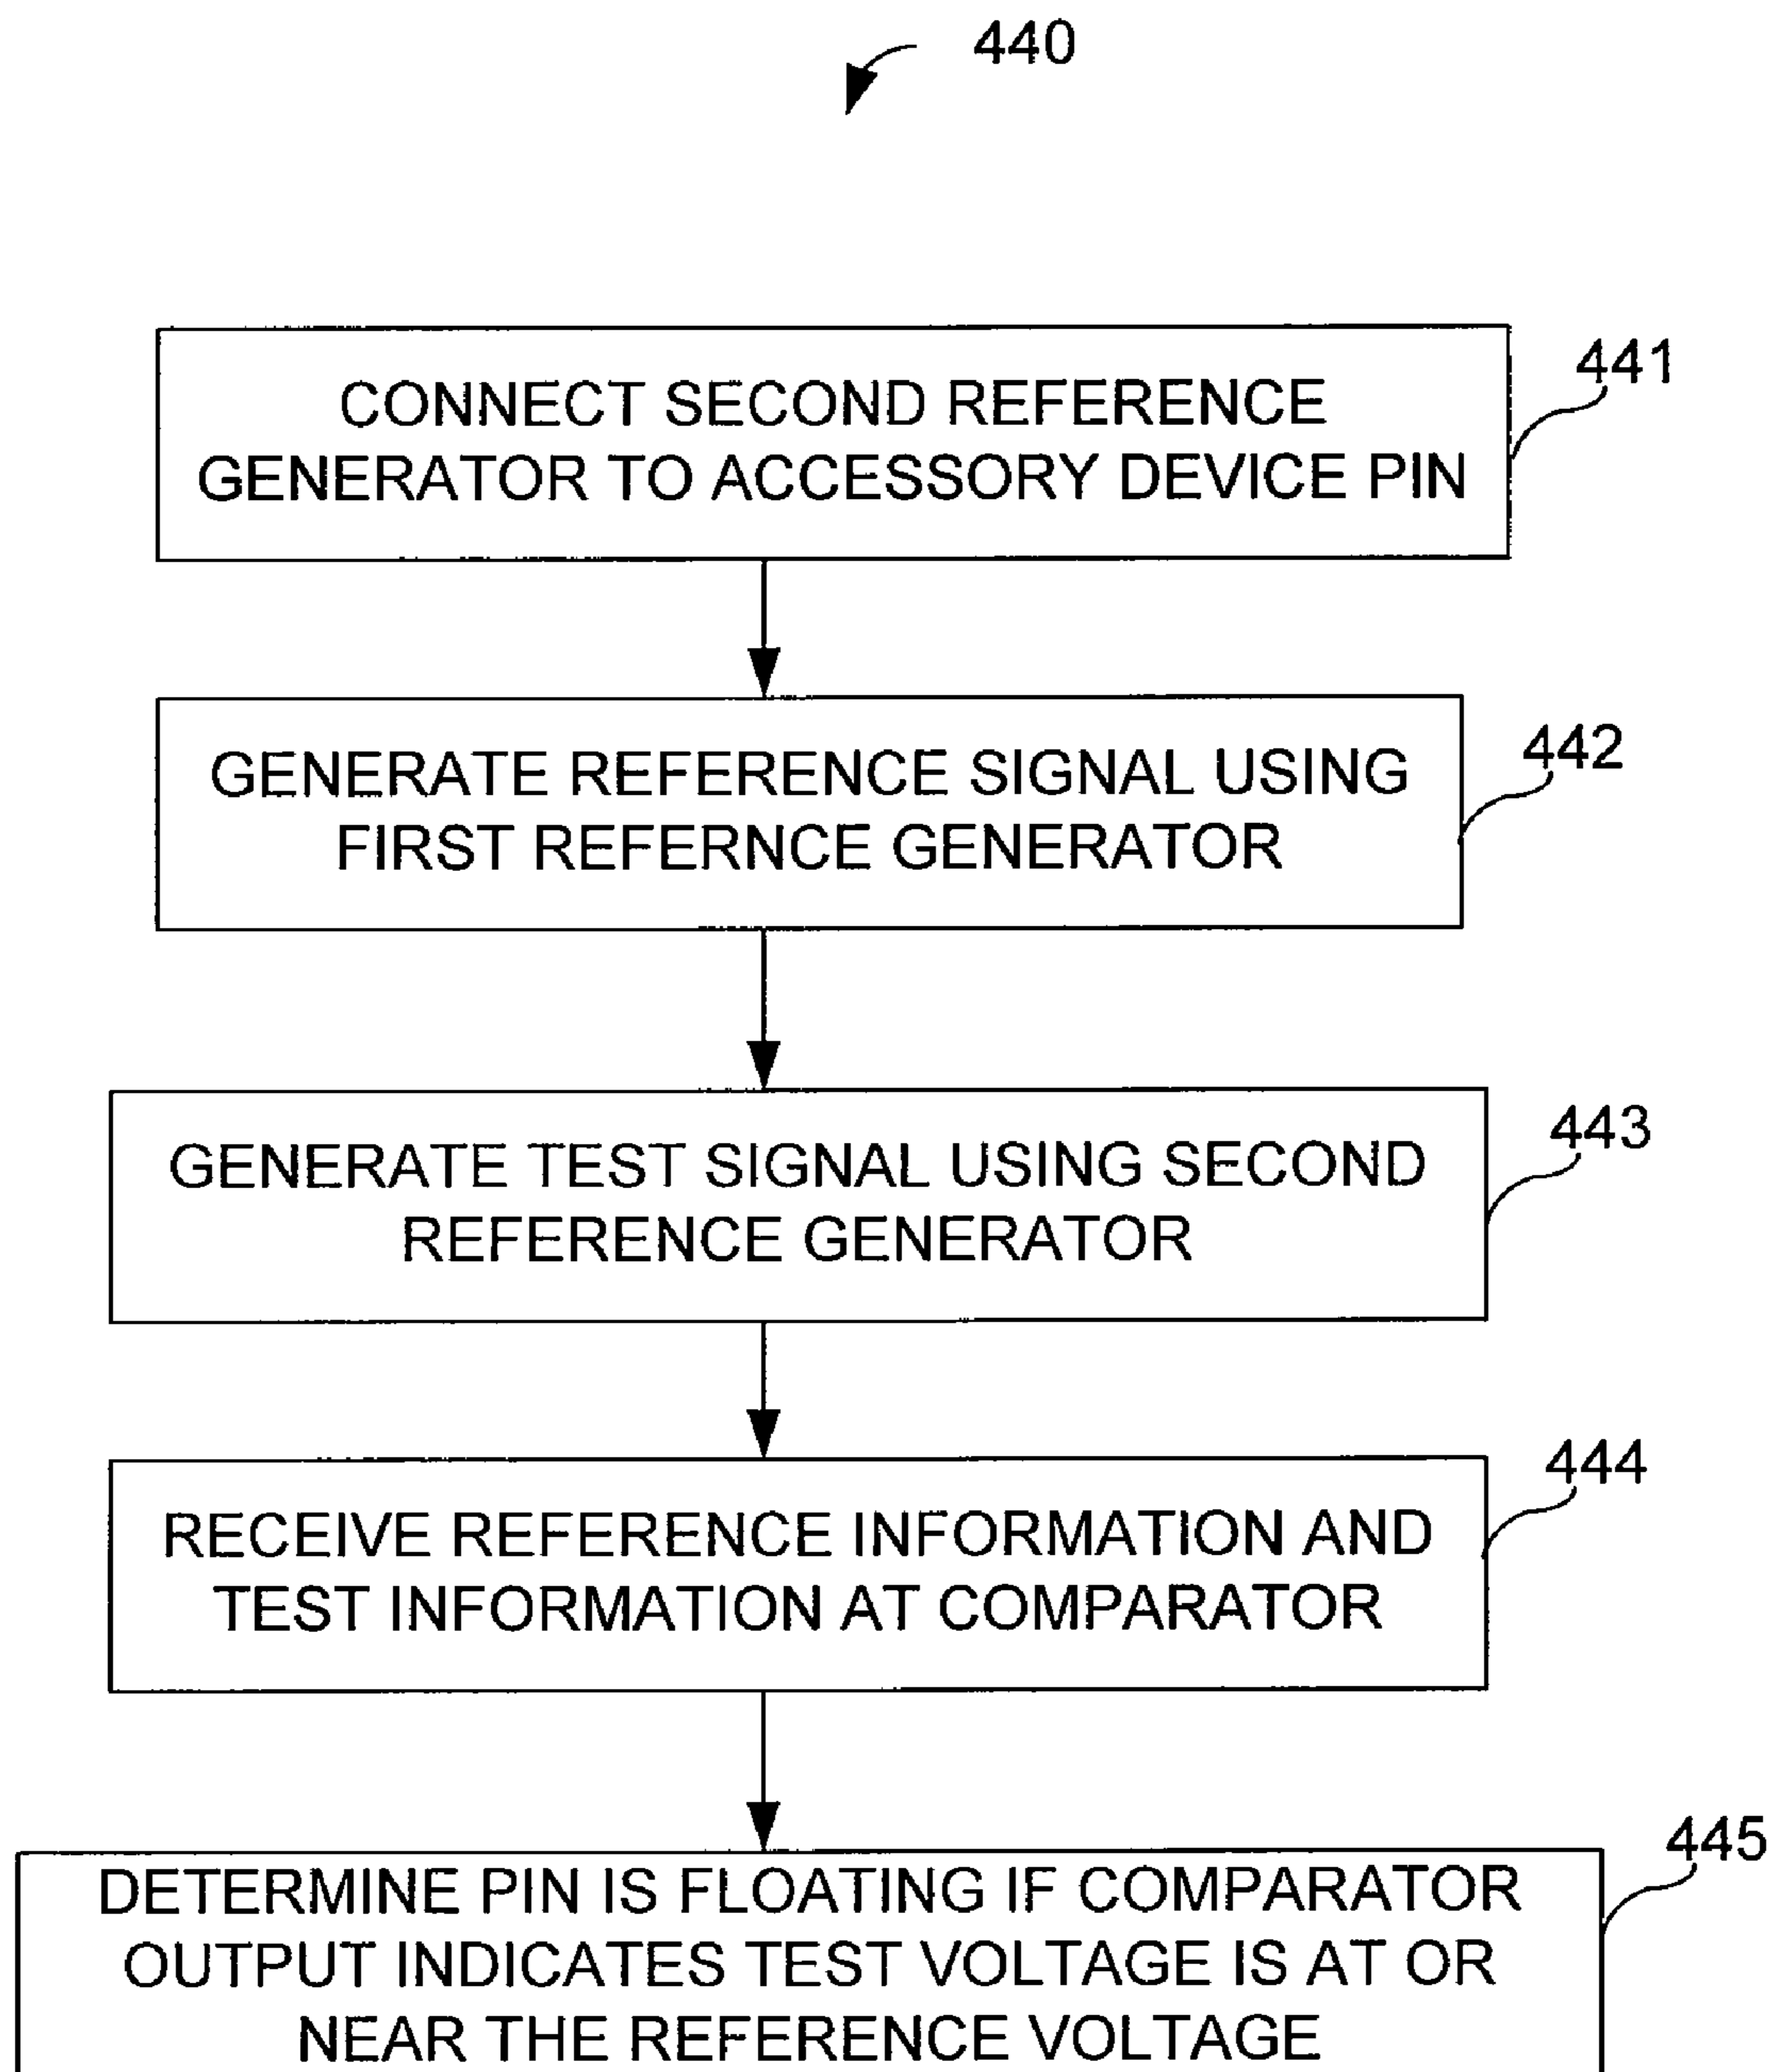 440
CONNECT SECOND REFERENCE
GENERATOR TO ACCESSORY DEVICE PIN
441
GENERATE REFERENCE SIGNAL USING
FIRST REFERNCE GENERATOR
442
GENERATE TEST SIGNAL USING SECOND
REFERENCE GENERATOR
443
RECEIVE REFERENCE INFORMATION AND
TEST INFORMATION AT COMPARATOR
444
DETERMINE PIN IS FLOATING IF COMPARATOR
OUTPUT INDICATES TEST VOLTAGE IS AT OR
NEAR THE REFERENCE VOLTAGE
445